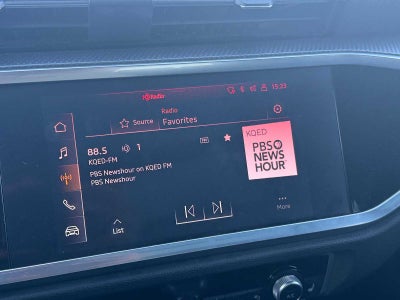 HD Radio
15:33
Radio
Source
Favorites
88.5
1
KQED-FM
KQED
PBS Newshour on KQED FM
PBS Newshour
PBS
NEWS
HOUR
List
More